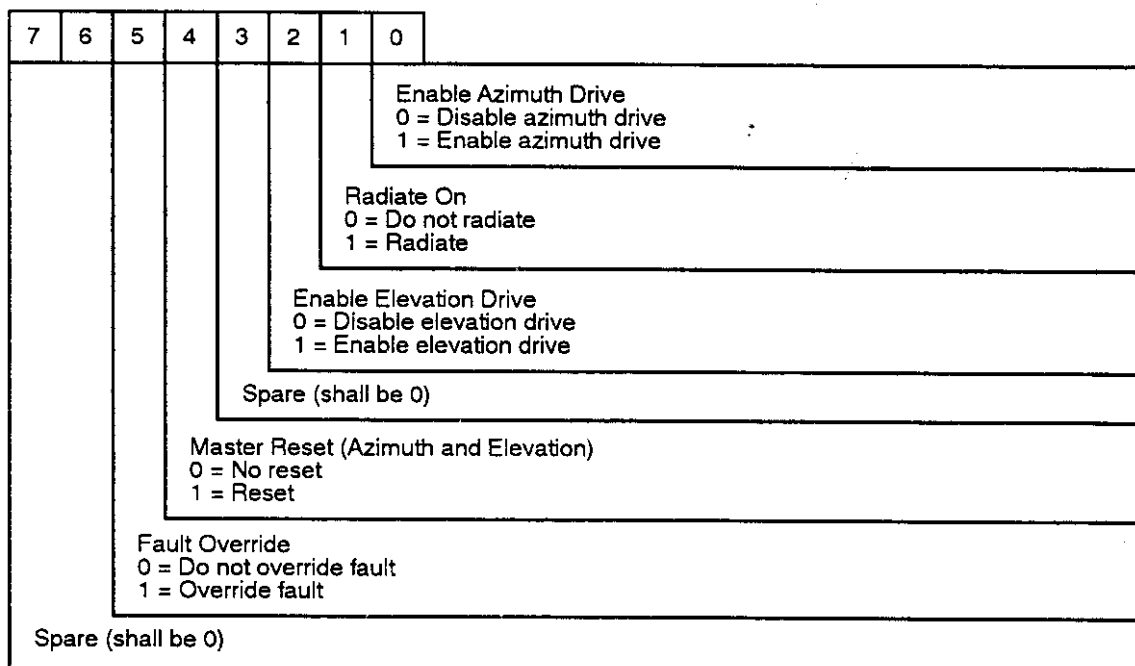 7 6 5 4 3 2 1 0
Enable Azimuth Drive
0 = Disable azimuth drive
1 = Enable azimuth drive
Radiate On
0 = Do not radiate
1 = Radiate
Enable Elevation Drive
0 = Disable elevation drive
1 = Enable elevation drive
Spare (shall be 0)
Master Reset (Azimuth and Elevation)
0 = No reset
1 = Reset
Fault Override
0 = Do not override fault
1 = Override fault
Spare (shall be 0)